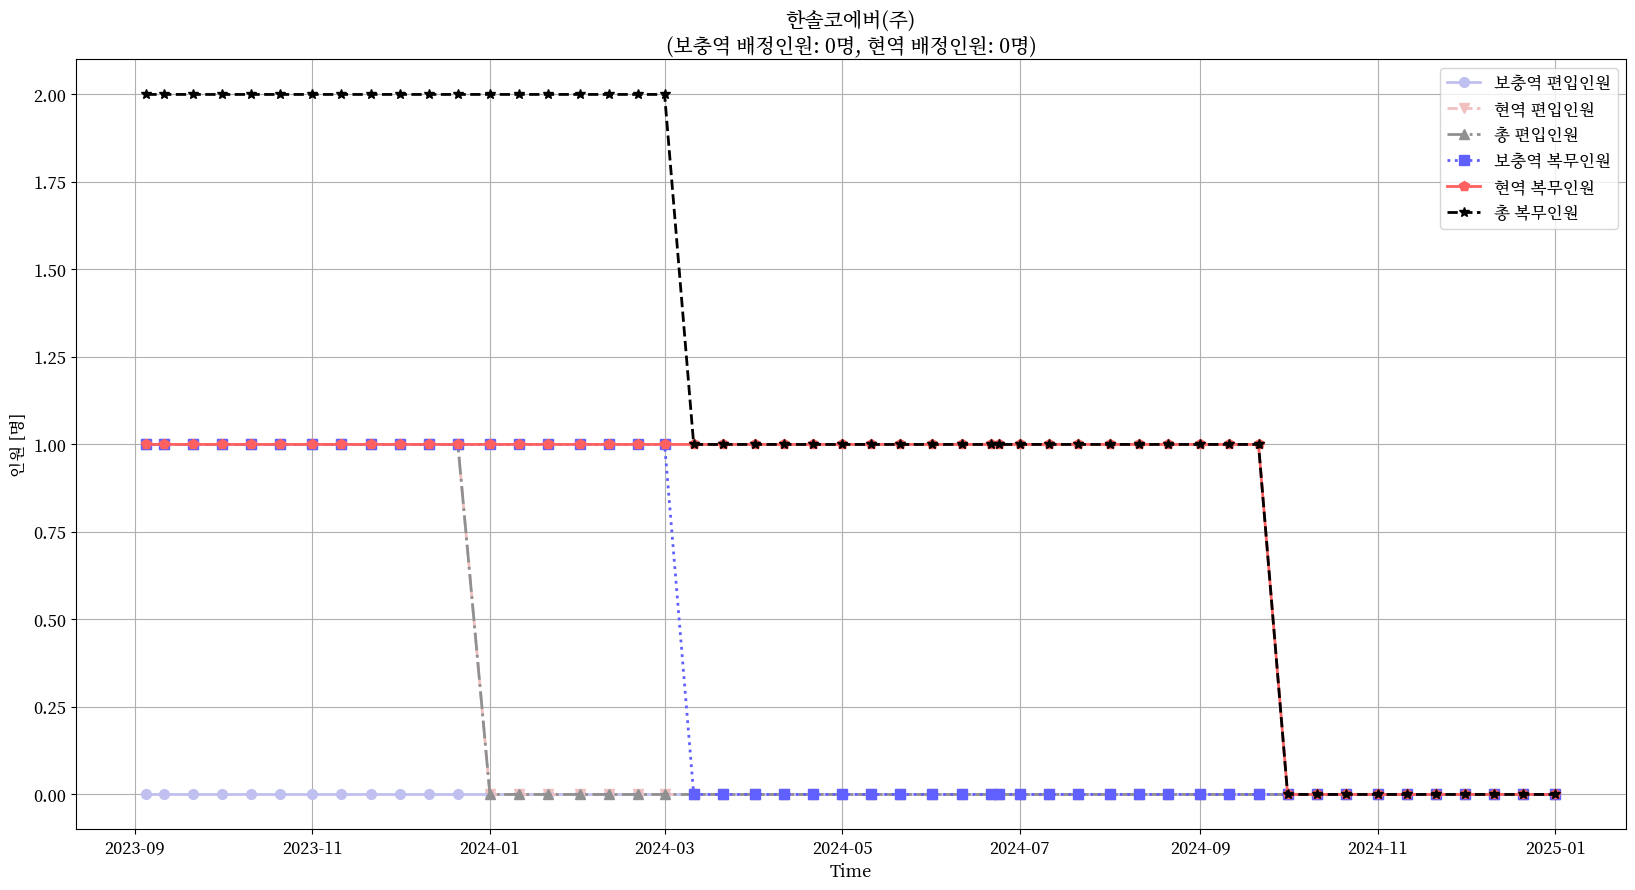 한솔코에버(주)
(보충역 배정인원: 0명, 현역 배정인원: 0명)
보충역 편입인원
현역 편입인원
총 편입인원
보충역 복무인원
현역 복무인원
총 복무인원
인원 [명]
2.00
1.75
1.50
1.25
1.00
0.75
0.50
0.25
0.00
2023-09 2023-11 2024-01 2024-03 2024-05 2024-07 2024-09 2024-11 2025-01
Time